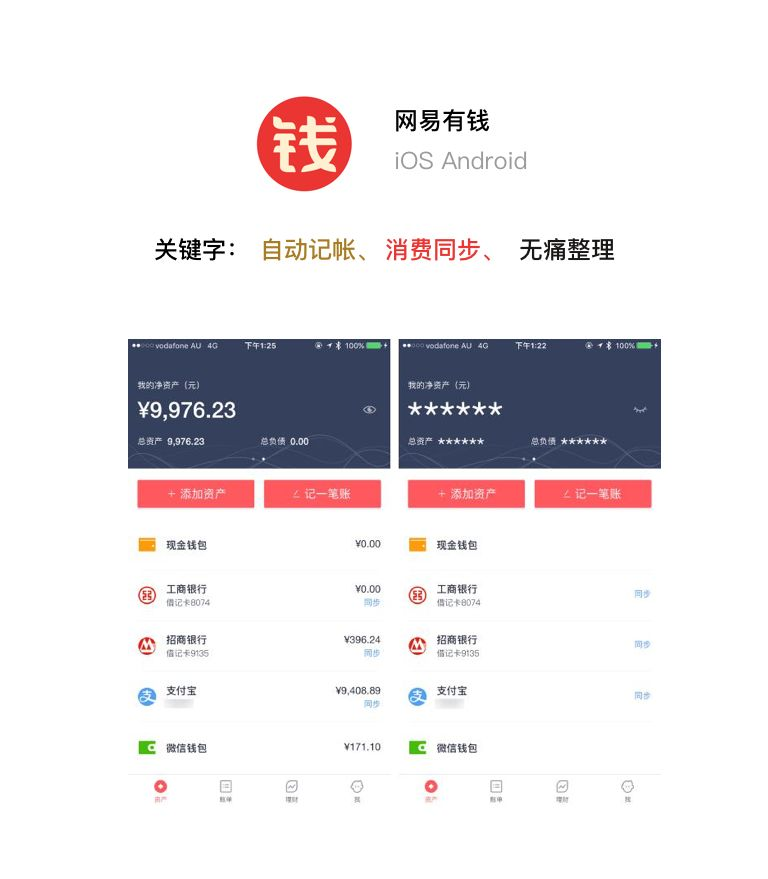 钱
网易有钱
iOS Android
关键字： 自动记帐、消费同步、 无痛整理
vodafone AU 4G 下午1:25 100%
我的净资产（元）
¥9,976.23
总资产 9,976.23 总负债 0.00
+ 添加资产 记一笔账
现金钱包 ¥0.00
工商银行 ¥0.00
借记卡8074 同步
招商银行 ¥396.24
借记卡9135 同步
支付宝 ¥9,408.89
同步
微信钱包 ¥171.10
资产 账单 理财 我
vodafone AU 4G 下午1:22 100%
我的净资产（元）
******
总资产 ****** 总负债 ******
+ 添加资产 记一笔账
现金钱包
工商银行
借记卡8074 同步
招商银行
借记卡9135 同步
支付宝 同步
微信钱包
资产 账单 理财 我